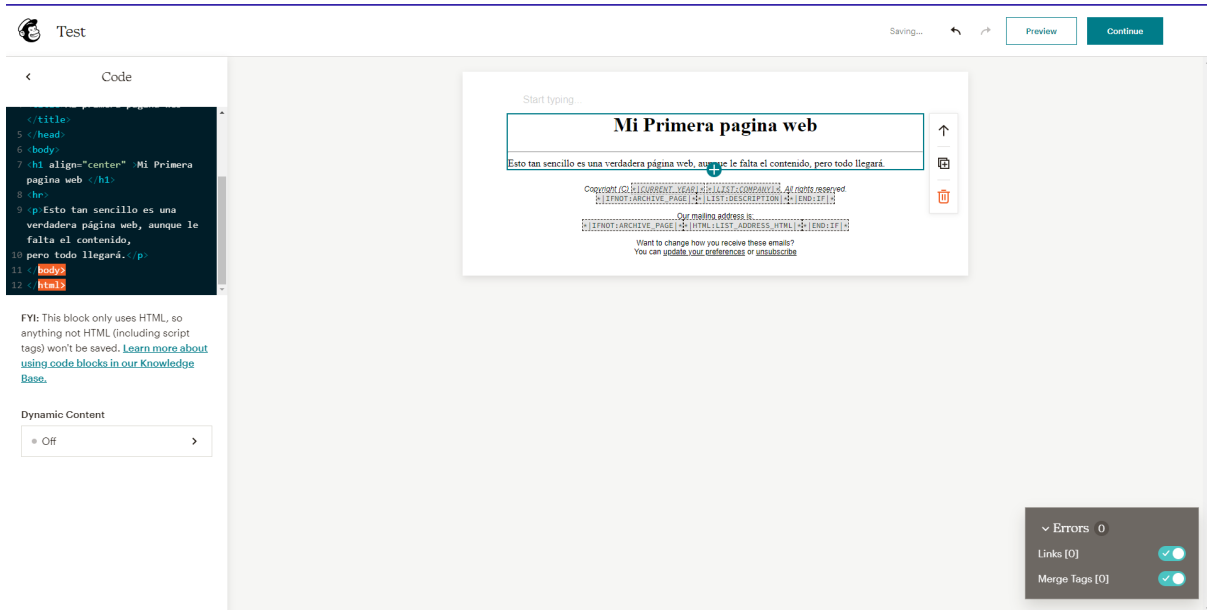 Test
Saving...
Preview
Continue
Code
</title>
5 </head>
6 <body>
7 <h1 align="center" >Mi Primera
pagina web </h1>
8 <hr>
9 <p>Esto tan sencillo es una
verdadera página web, aunque le
falta el contenido,
10 pero todo llegará.</p>
11 </body>
12 </html>
FYI: This block only uses HTML, so
anything not HTML (including script
tags) won't be saved. Learn more about
using code blocks in our Knowledge
Base.
Dynamic Content
Off
Start typing...
Mi Primera pagina web
Esto tan sencillo es una verdadera página web, aunque le falta el contenido, pero todo llegará.
Copyright (C) *|CURRENT_YEAR|* *|LIST:COMPANY|*. All rights reserved.
*|IFNOT:ARCHIVE_PAGE|* *|LIST:DESCRIPTION|* *|END:IF|*
Our mailing address is:
*|IFNOT:ARCHIVE_PAGE|* *|HTML:LIST_ADDRESS_HTML|* *|END:IF|*
Want to change how you receive these emails?
You can update your preferences or unsubscribe
Errors 0
Links [0]
Merge Tags [0]